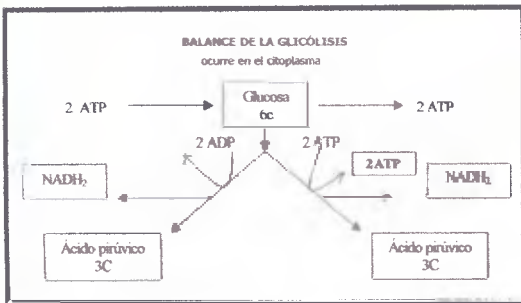 BALANCE DE LA GLICÓLISIS
ocurre en el citoplasma
2 ATP
Glucosa
6c
2 ATP
2 ADP
2 ATP
2ATP
NADH₂
NADH₂
Ácido pirúvico
3C
Ácido pirúvico
3C